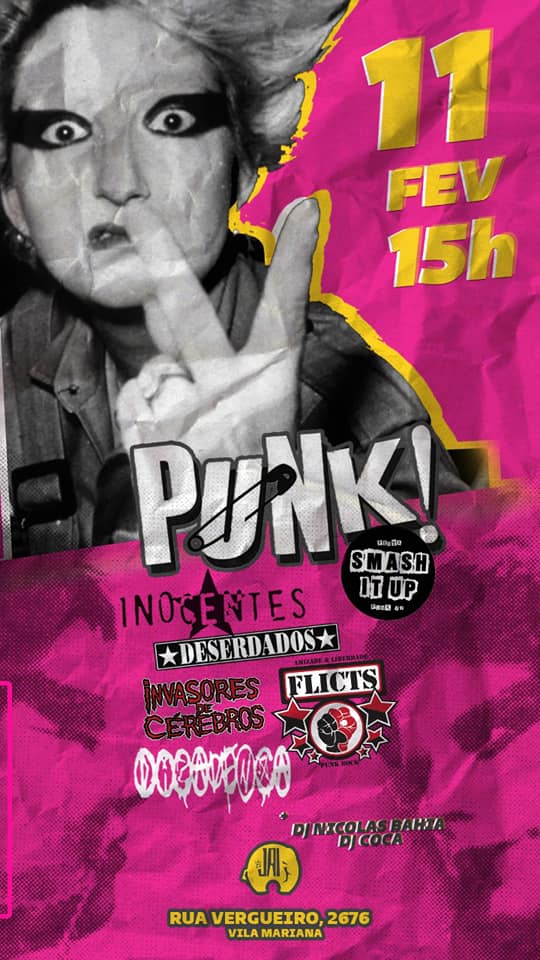 11
FEV
15h
PUNK!
SMASH
IT UP
INOCENTES
DESERDADOS
INVASORES
DE
CÉREBROS
AMIZADE & LIBERDADE
FLICTS
PUNK ROCK
+ DJ NICOLAS BAHIA
DJ COCA
JAI
RUA VERGUEIRO, 2676
VILA MARIANA